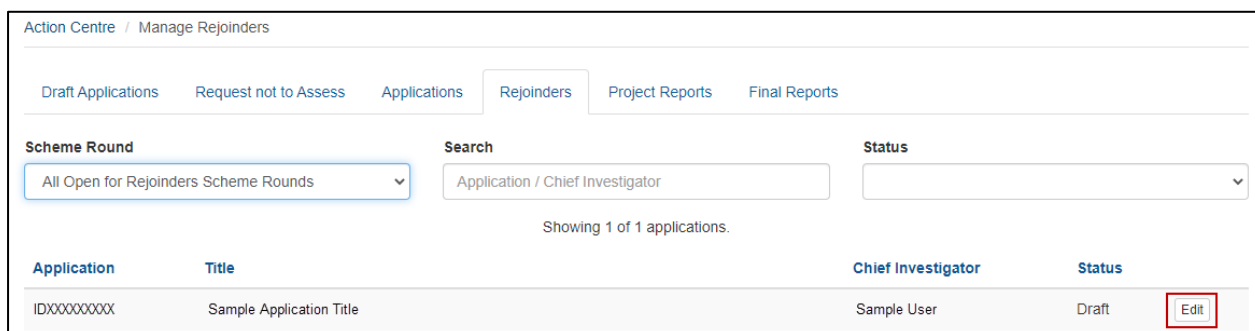 Action Centre / Manage Rejoinders
Draft Applications Request not to Assess Applications Rejoinders Project Reports Final Reports
Scheme Round Search Status
All Open for Rejoinders Scheme Rounds Application / Chief Investigator
Showing 1 of 1 applications.
Application Title Chief Investigator Status
IDXXXXXXXXX Sample Application Title Sample User Draft Edit